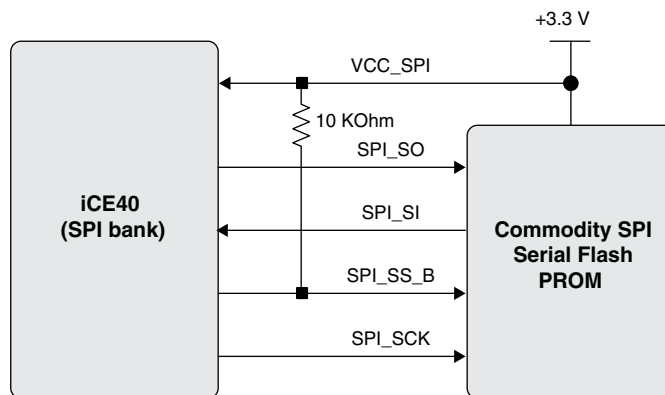 +3.3 V
VCC_SPI
10 KOhm
SPI_SO
iCE40
(SPI bank)
SPI_SI
Commodity SPI
Serial Flash
PROM
SPI_SS_B
SPI_SCK